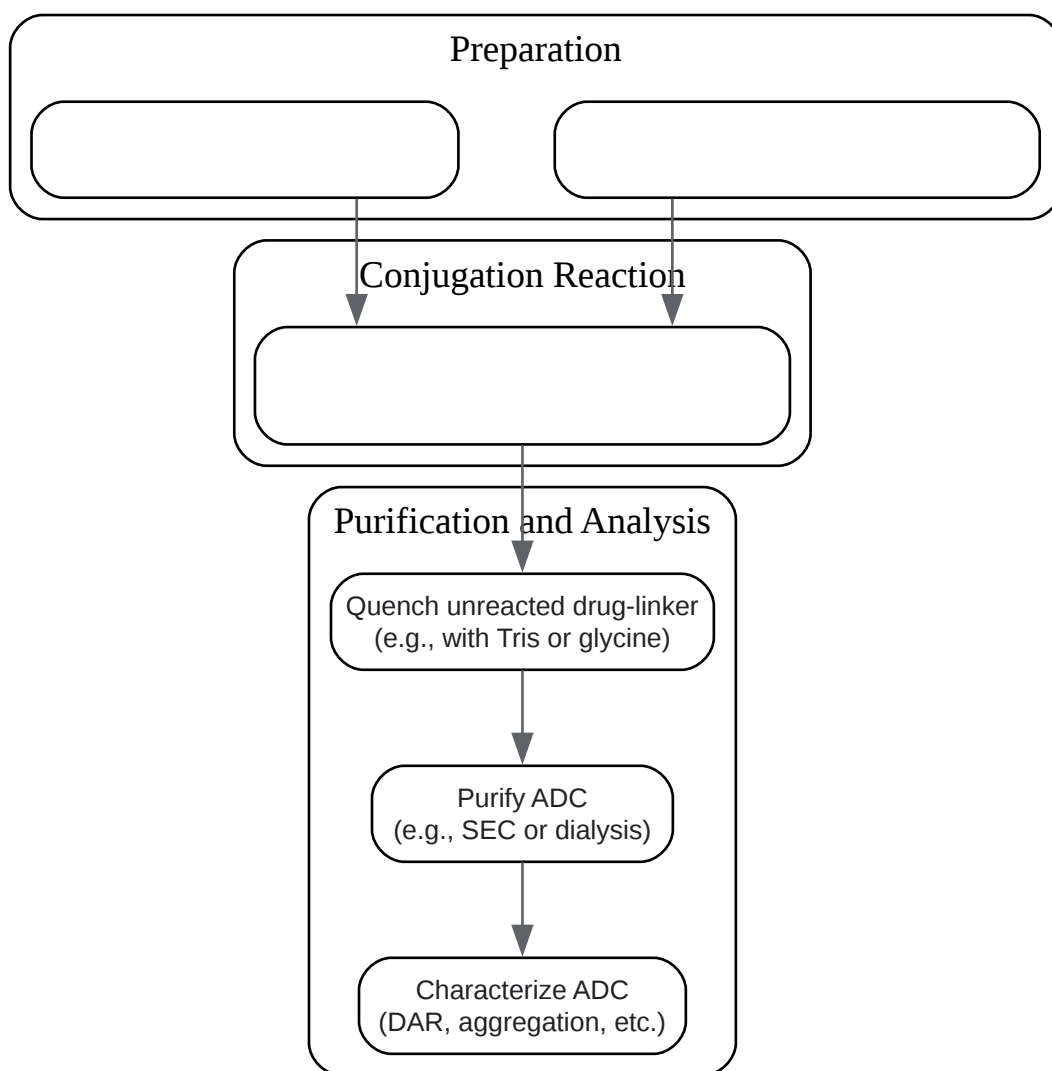 Preparation
Conjugation Reaction
Purification and Analysis
Quench unreacted drug-linker
(e.g., with Tris or glycine)
Purify ADC
(e.g., SEC or dialysis)
Characterize ADC
(DAR, aggregation, etc.)